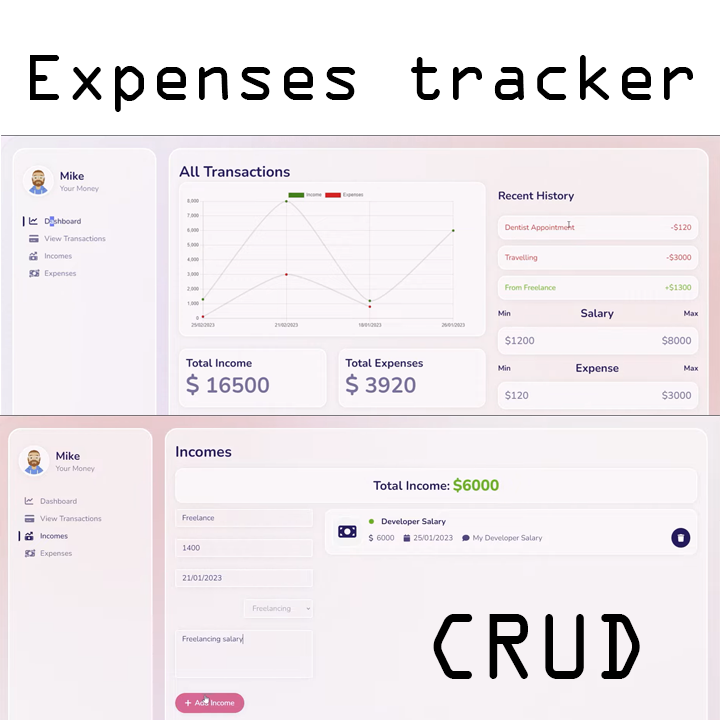 Expenses tracker
Mike
Your Money
Dashboard
View Transactions
Incomes
Expenses
All Transactions
Income Expenses
8,000
7,000
6,000
5,000
4,000
3,000
2,000
1,000
0
25/02/2023 21/02/2023 18/01/2023 26/01/2023
Total Income
$ 16500
Total Expenses
$ 3920
Recent History
Dentist Appointment -$120
Travelling -$3000
From Freelance +$1300
Min Salary Max
$1200 $8000
Min Expense Max
$120 $3000
Mike
Your Money
Dashboard
View Transactions
Incomes
Expenses
Incomes
Total Income: $6000
Freelance
1400
21/01/2023
Freelancing
Freelancing salary
+ Add Income
Developer Salary
$ 6000 25/01/2023 My Developer Salary
CRUD